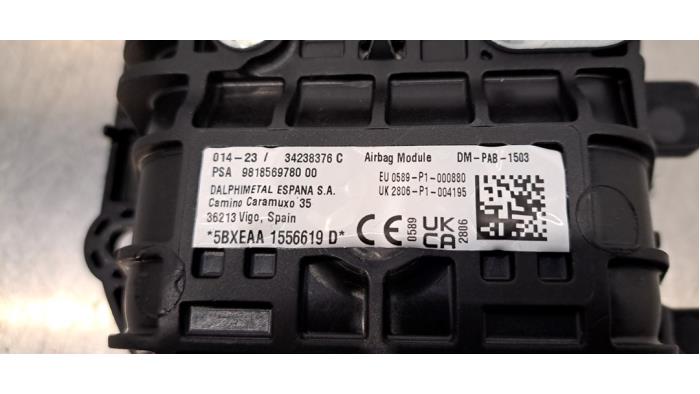 014-23 / 34238376 C Airbag Module DM-PAB-1503
PSA 9818569780 00 EU 0589-P1-000880
DALPHIMETAL ESPANA S.A. UK 2806-P1-004195
Camino Caramuxo 35
36213 Vigo, Spain
*5BXEAA 1556619 D* CE 0589 UK CA 2806